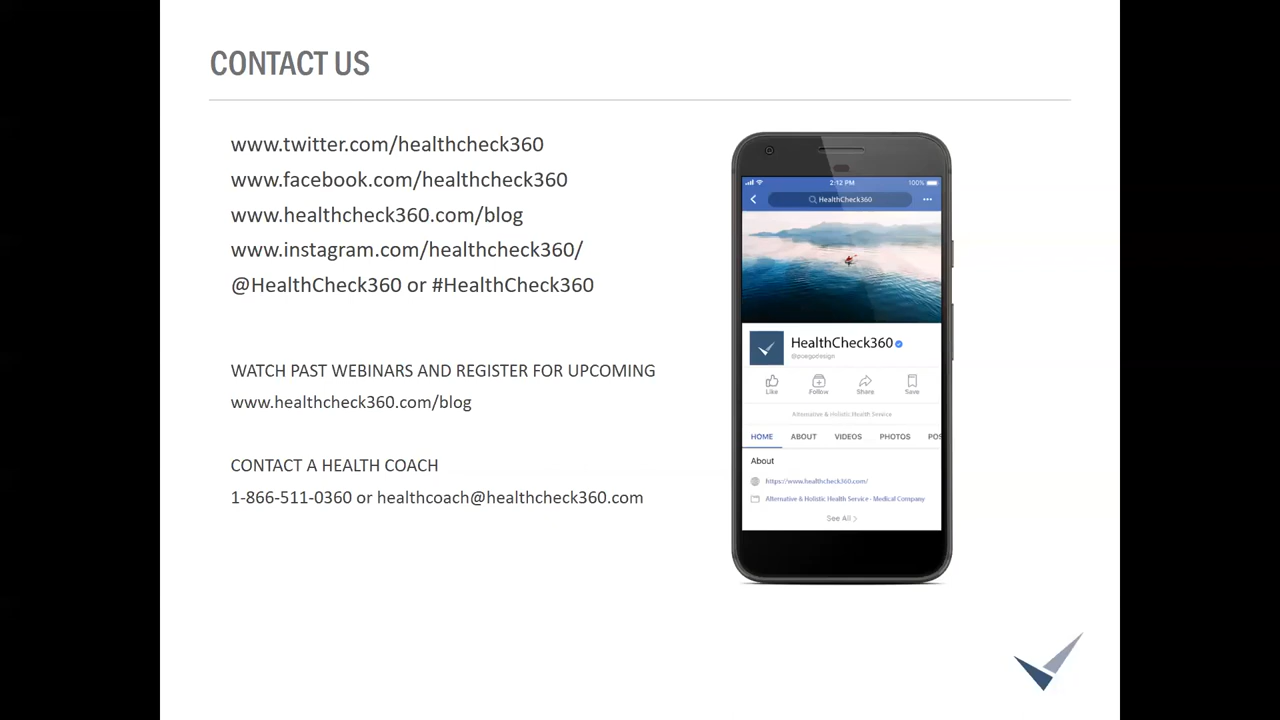 CONTACT US
www.twitter.com/healthcheck360
www.facebook.com/healthcheck360
www.healthcheck360.com/blog
www.instagram.com/healthcheck360/
@HealthCheck360 or #HealthCheck360
WATCH PAST WEBINARS AND REGISTER FOR UPCOMING
www.healthcheck360.com/blog
CONTACT A HEALTH COACH
1-866-511-0360 or healthcoach@healthcheck360.com
2:12 PM 100%
HealthCheck360
HealthCheck360
@poegodesign
Like Follow Share Save
Alternative & Holistic Health Service
HOME ABOUT VIDEOS PHOTOS POS
About
https://www.healthcheck360.com/
Alternative & Holistic Health Service - Medical Company
See All >